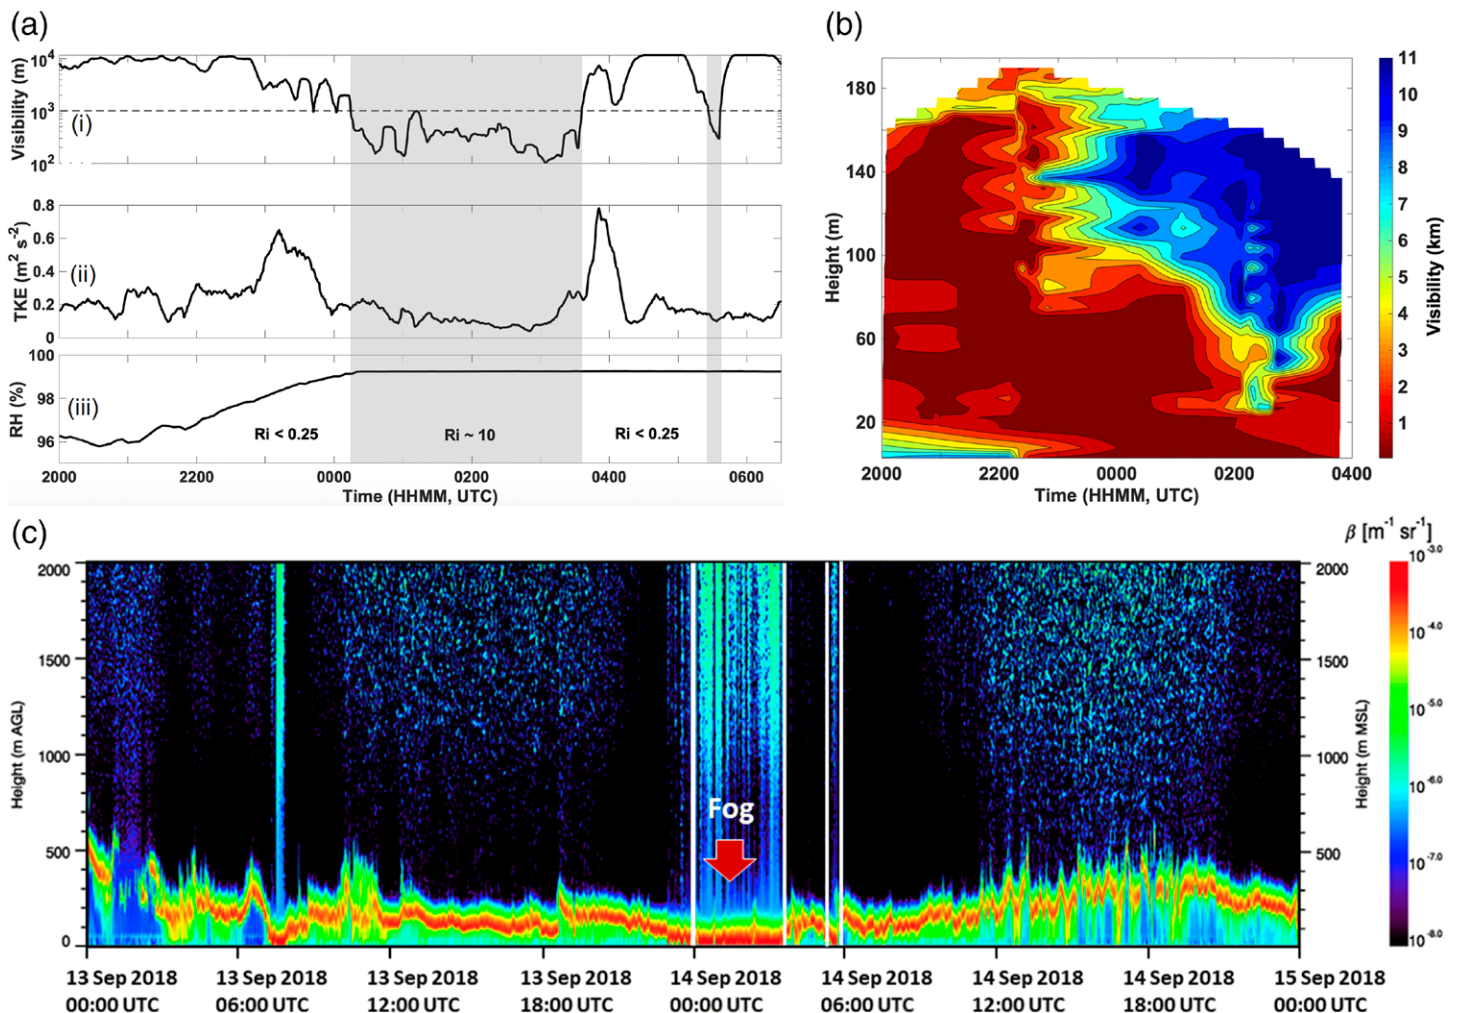 (a)
Visibility (m)
10^4
10^3
10^2
(i)
TKE (m^2 s^-2)
0.8
0.6
0.4
0.2
0
(ii)
RH (%)
100
98
96
(iii)
Ri < 0.25
Ri ~ 10
Ri < 0.25
2000 2200 0000 0200 0400 0600
Time (HHMM, UTC)
(b)
Height (m)
180
140
100
60
20
2000 2200 0000 0200 0400
Time (HHMM, UTC)
11
10
9
8
7
6
5
4
3
2
1
Visibility (km)
(c)
Height (m AGL)
2000
1500
1000
500
0
Fog
2000
1500
1000
500
Height (m MSL)
β [m^-1 sr^-1]
10^-3.0
10^-4.0
10^-5.0
10^-6.0
10^-7.0
10^-8.0
13 Sep 2018 13 Sep 2018 13 Sep 2018 13 Sep 2018 14 Sep 2018 14 Sep 2018 14 Sep 2018 14 Sep 2018 15 Sep 2018
00:00 UTC 06:00 UTC 12:00 UTC 18:00 UTC 00:00 UTC 06:00 UTC 12:00 UTC 18:00 UTC 00:00 UTC